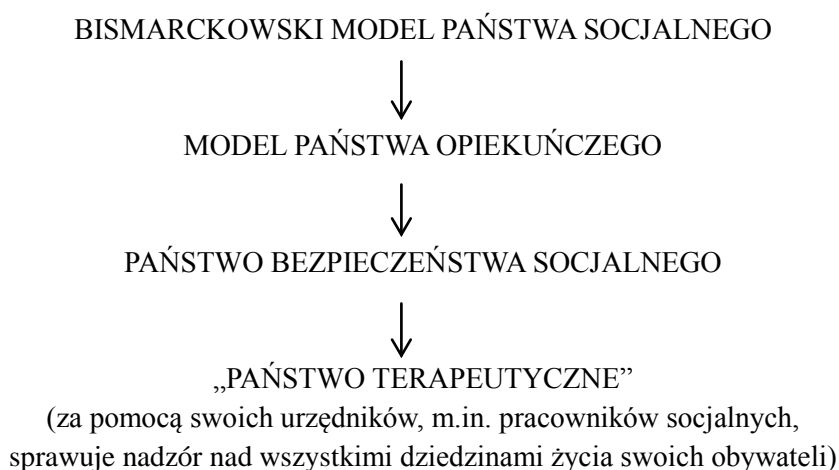 BISMARCKOWSKI MODEL PAŃSTWA SOCJALNEGO
MODEL PAŃSTWA OPIEKUŃCZEGO
PAŃSTWO BEZPIECZEŃSTWA SOCJALNEGO
„PAŃSTWO TERAPEUTYCZNE”
(za pomocą swoich urzędników, m.in. pracowników socjalnych,
sprawuje nadzór nad wszystkimi dziedzinami życia swoich obywateli)